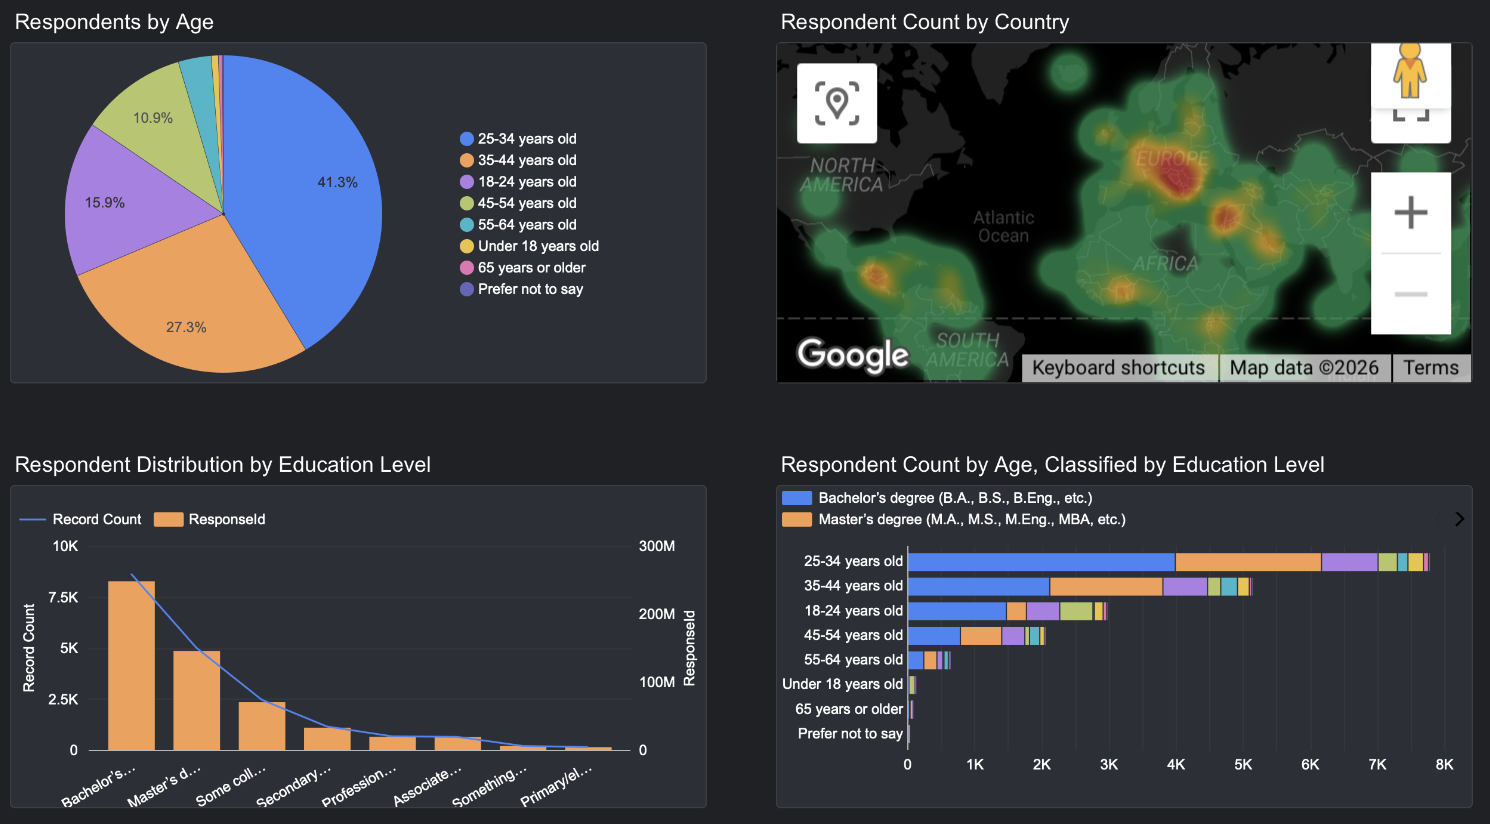 Respondents by Age
41.3%
27.3%
15.9%
10.9%
25-34 years old
35-44 years old
18-24 years old
45-54 years old
55-64 years old
Under 18 years old
65 years or older
Prefer not to say
Respondent Count by Country
NORTH
AMERICA
Atlantic
Ocean
EUROPE
AFRICA
SOUTH
AMERICA
Google
Keyboard shortcuts
Map data ©2026
Terms
Respondent Distribution by Education Level
Record Count
ResponseId
10K
7.5K
5K
2.5K
0
Record Count
300M
200M
100M
0
ResponseId
Bachelor's…
Master's d…
Some coll…
Secondary…
Profession…
Associate…
Something…
Primary/el…
Respondent Count by Age, Classified by Education Level
Bachelor's degree (B.A., B.S., B.Eng., etc.)
Master's degree (M.A., M.S., M.Eng., MBA, etc.)
25-34 years old
35-44 years old
18-24 years old
45-54 years old
55-64 years old
Under 18 years old
65 years or older
Prefer not to say
0 1K 2K 3K 4K 5K 6K 7K 8K